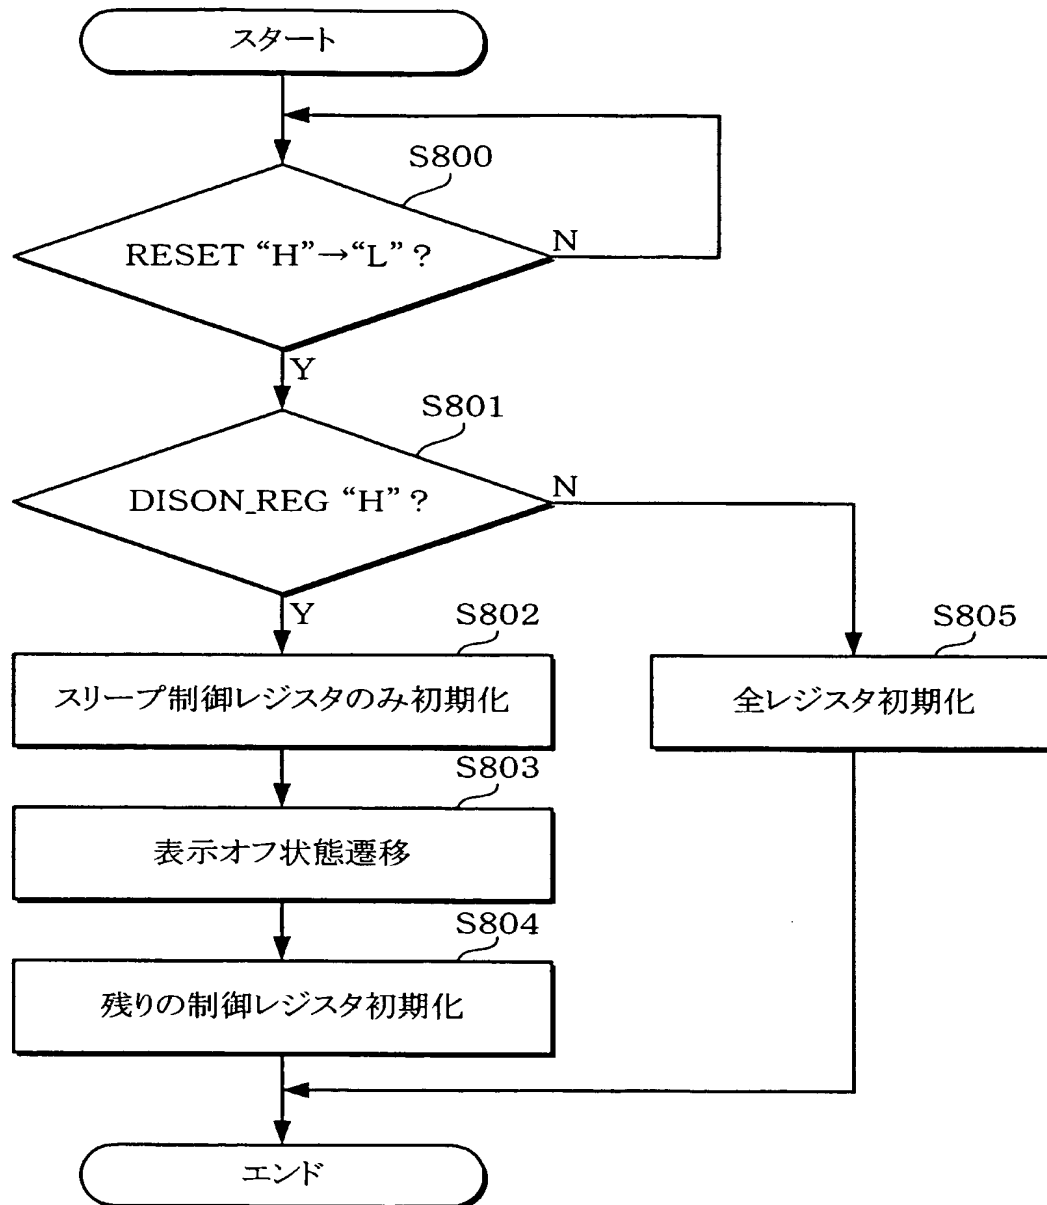 スタート
S800
RESET “H”→“L”?
N
Y
S801
DISON_REG “H”?
N
Y
S802
スリープ制御レジスタのみ初期化
S805
全レジスタ初期化
S803
表示オフ状態遷移
S804
残りの制御レジスタ初期化
エンド